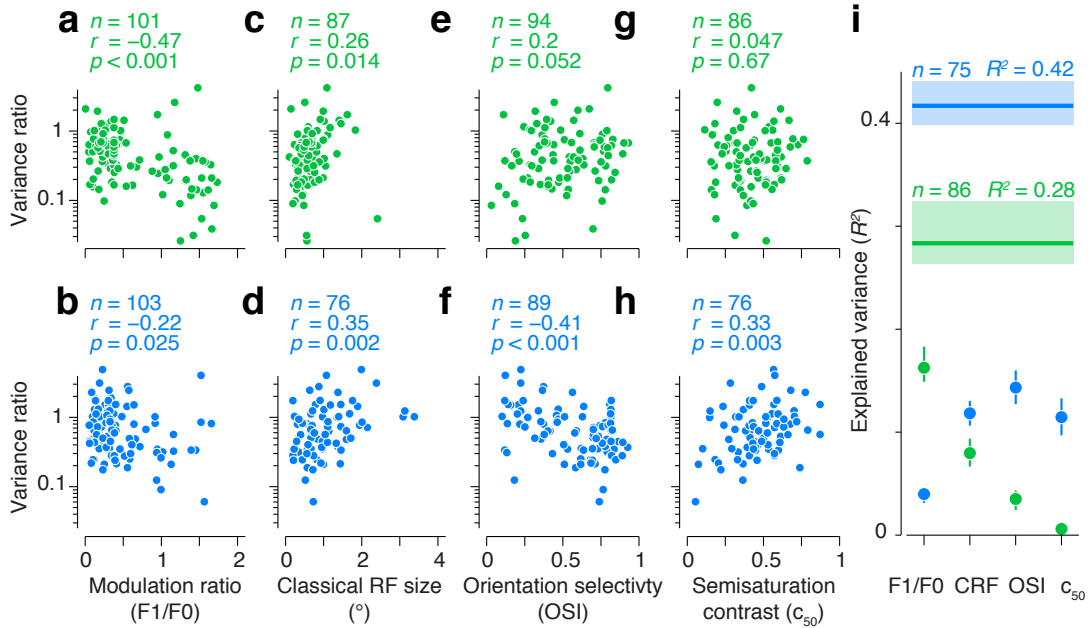 a
n = 101
r = −0.47
p < 0.001
c
n = 87
r = 0.26
p = 0.014
e
n = 94
r = 0.2
p = 0.052
g
n = 86
r = 0.047
p = 0.67
Variance ratio
1
0.1
b
n = 103
r = −0.22
p = 0.025
d
n = 76
r = 0.35
p = 0.002
f
n = 89
r = −0.41
p < 0.001
h
n = 76
r = 0.33
p = 0.003
Variance ratio
1
0.1
0 1 2
Modulation ratio
(F1/F0)
0 2 4
Classical RF size
(°)
0 0.5 1
Orientation selectivty
(OSI)
0 0.5 1
Semisaturation
contrast (c50)
i
n = 75 R² = 0.42
n = 86 R² = 0.28
Explained variance (R²)
0.4
0
F1/F0 CRF OSI c50